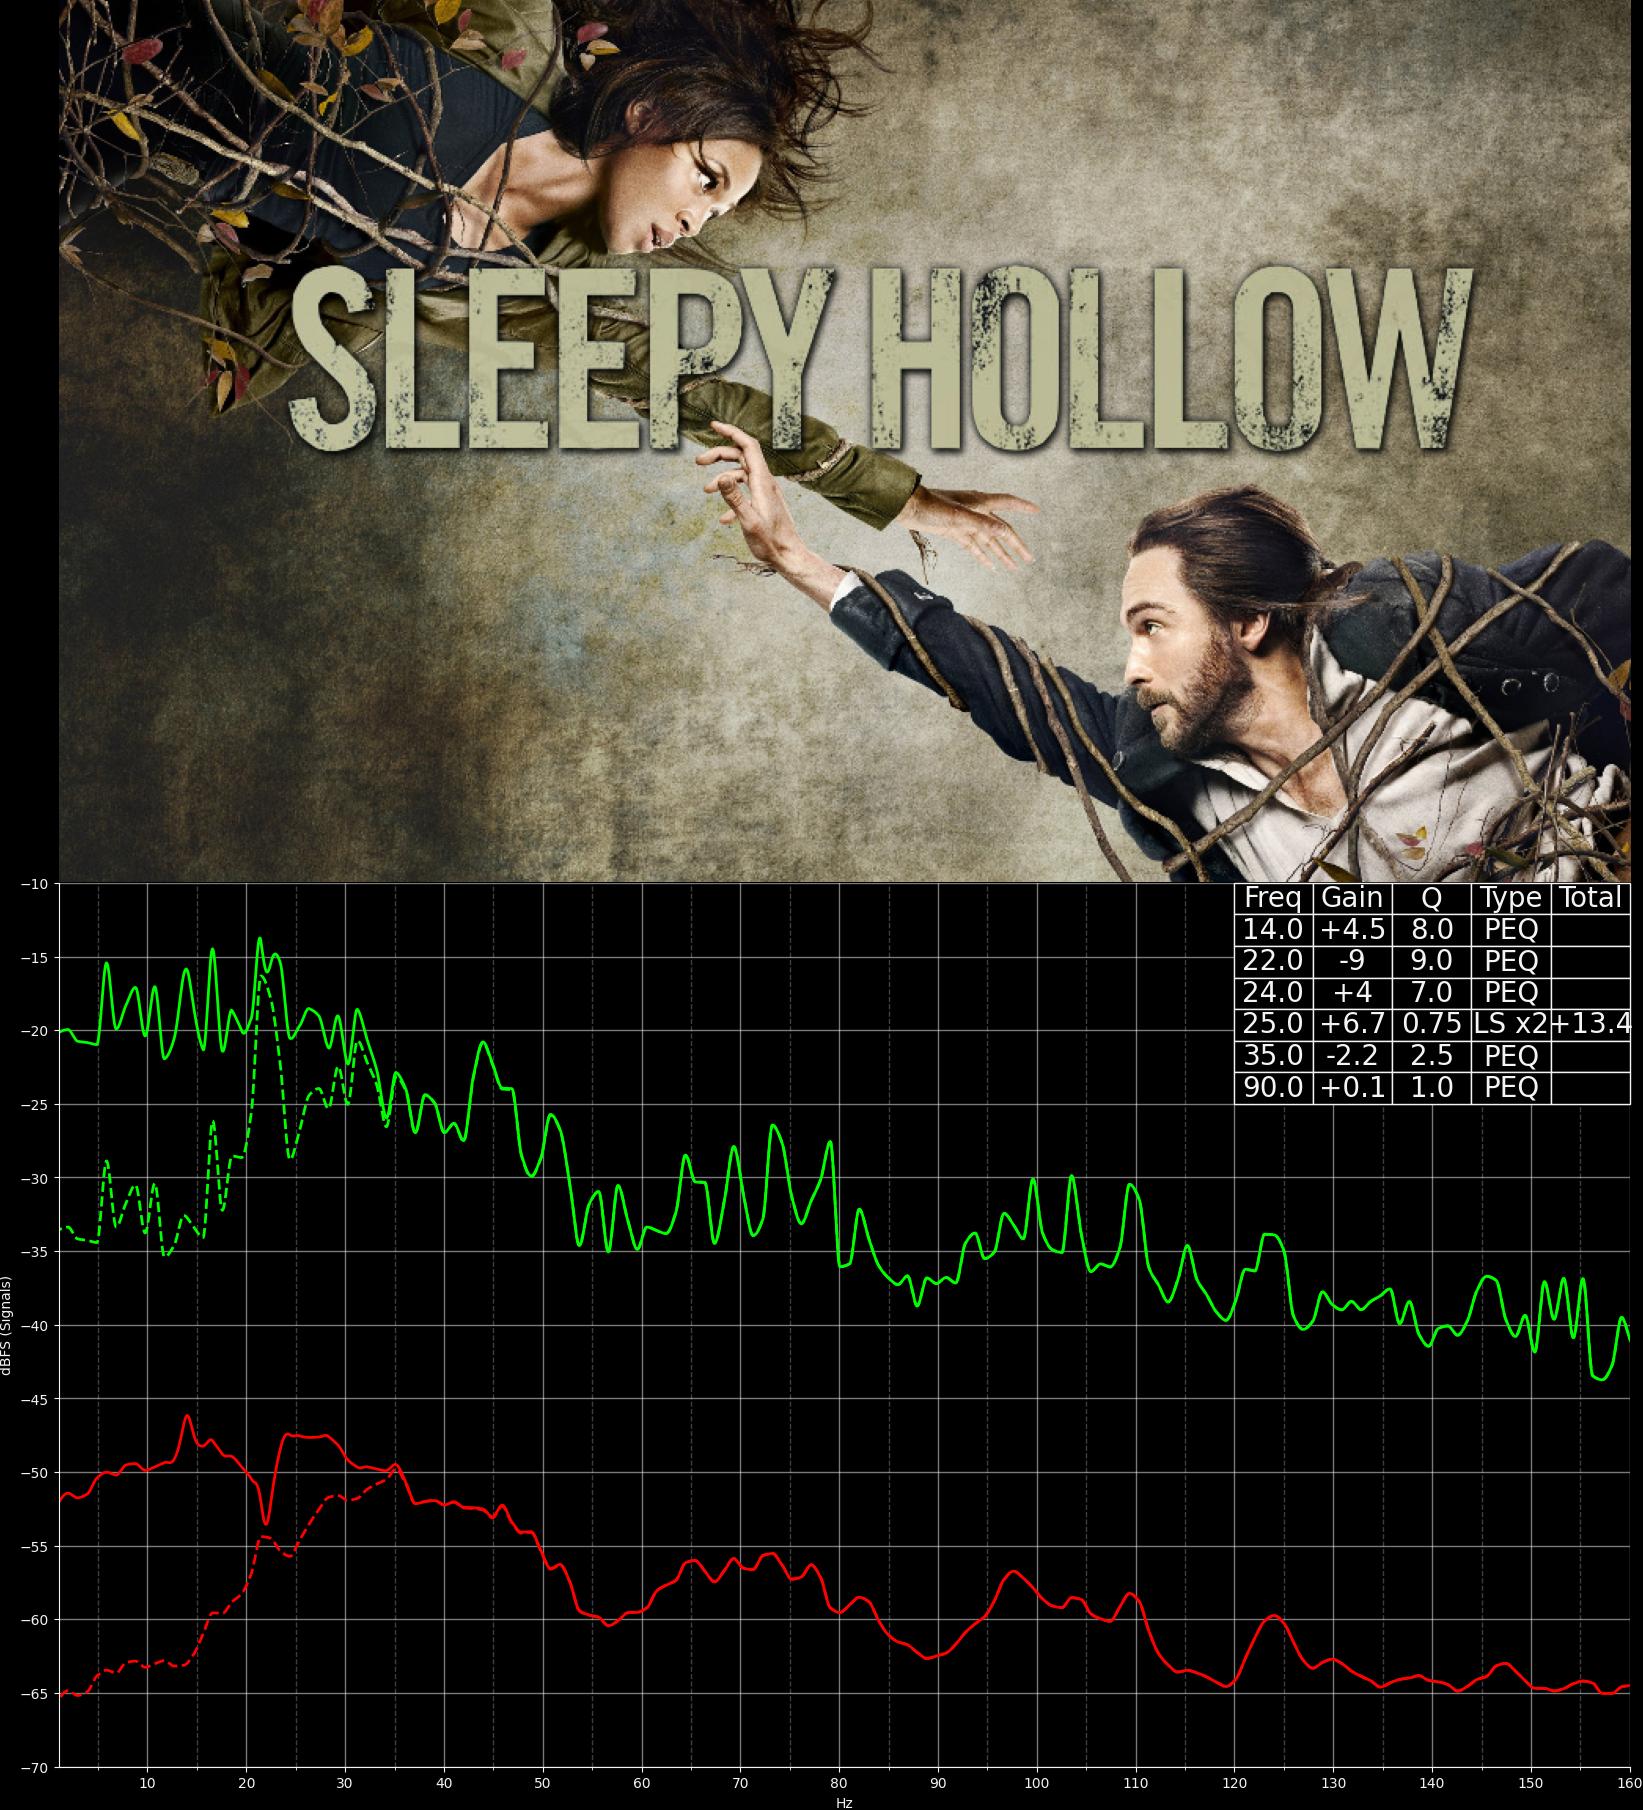 SLEEPY HOLLOW
Freq Gain Q Type Total
14.0 +4.5 8.0 PEQ
22.0 -9 9.0 PEQ
24.0 +4 7.0 PEQ
25.0 +6.7 0.75 LS x2 +13.4
35.0 -2.2 2.5 PEQ
90.0 +0.1 1.0 PEQ
−10
−15
−20
−25
−30
−35
−40
−45
−50
−55
−60
−65
−70
dBFS (Signals)
10 20 30 40 50 60 70 80 90 100 110 120 130 140 150 160
Hz